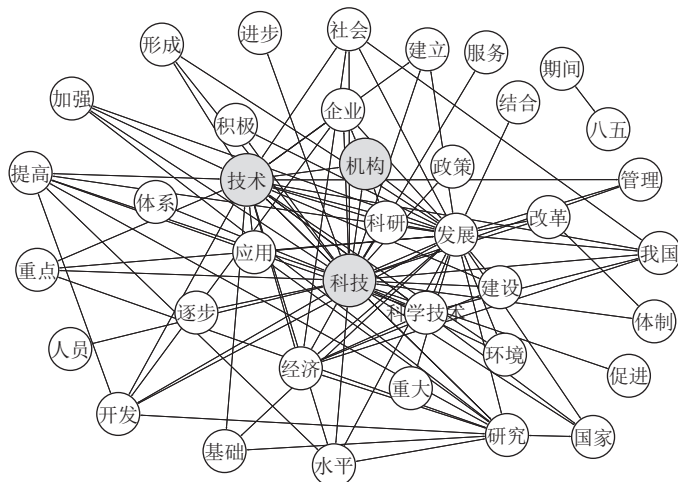 社会
进步
形成
建立
服务
期间
加强
企业
结合
积极
八五
机构
政策
提高
技术
管理
体系
科研
改革
发展
应用
我国
重点
科技
建设
逐步
科学技术
体制
人员
环境
经济
促进
重大
开发
研究
国家
基础
水平